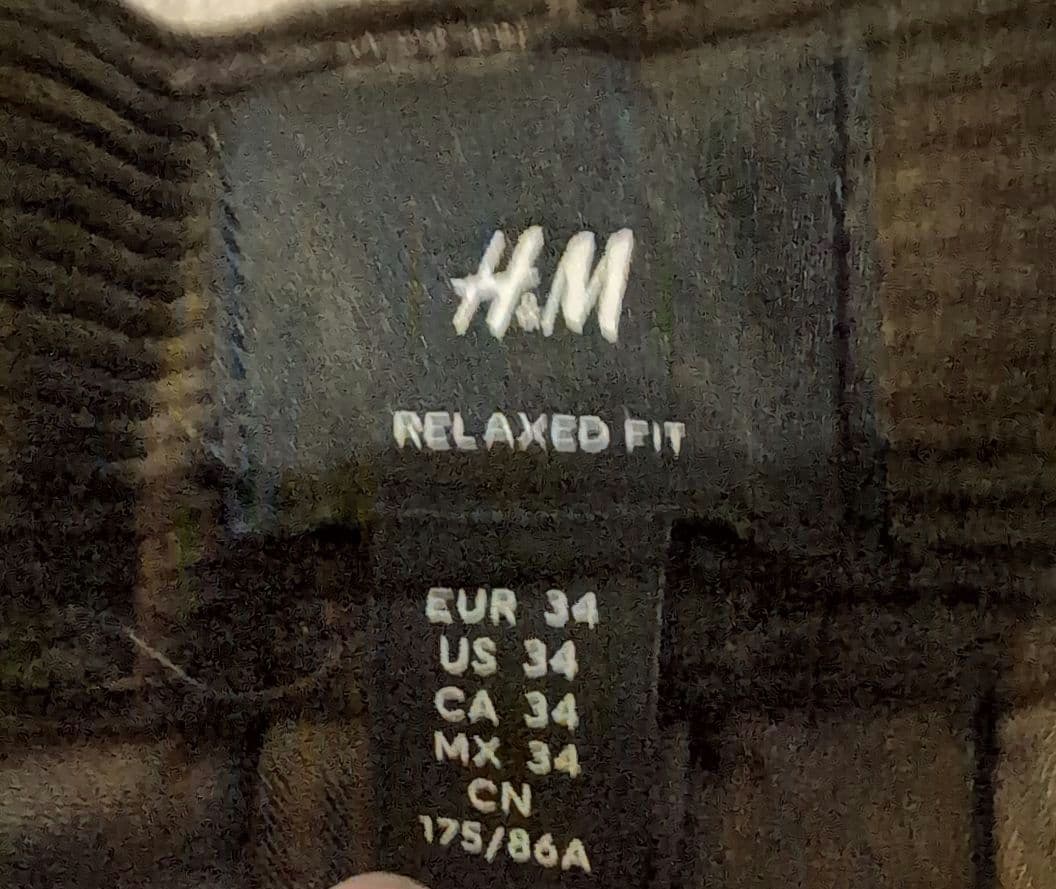 H&M
RELAXED FIT
EUR 34
US 34
CA 34
MX 34
CN
175/86A